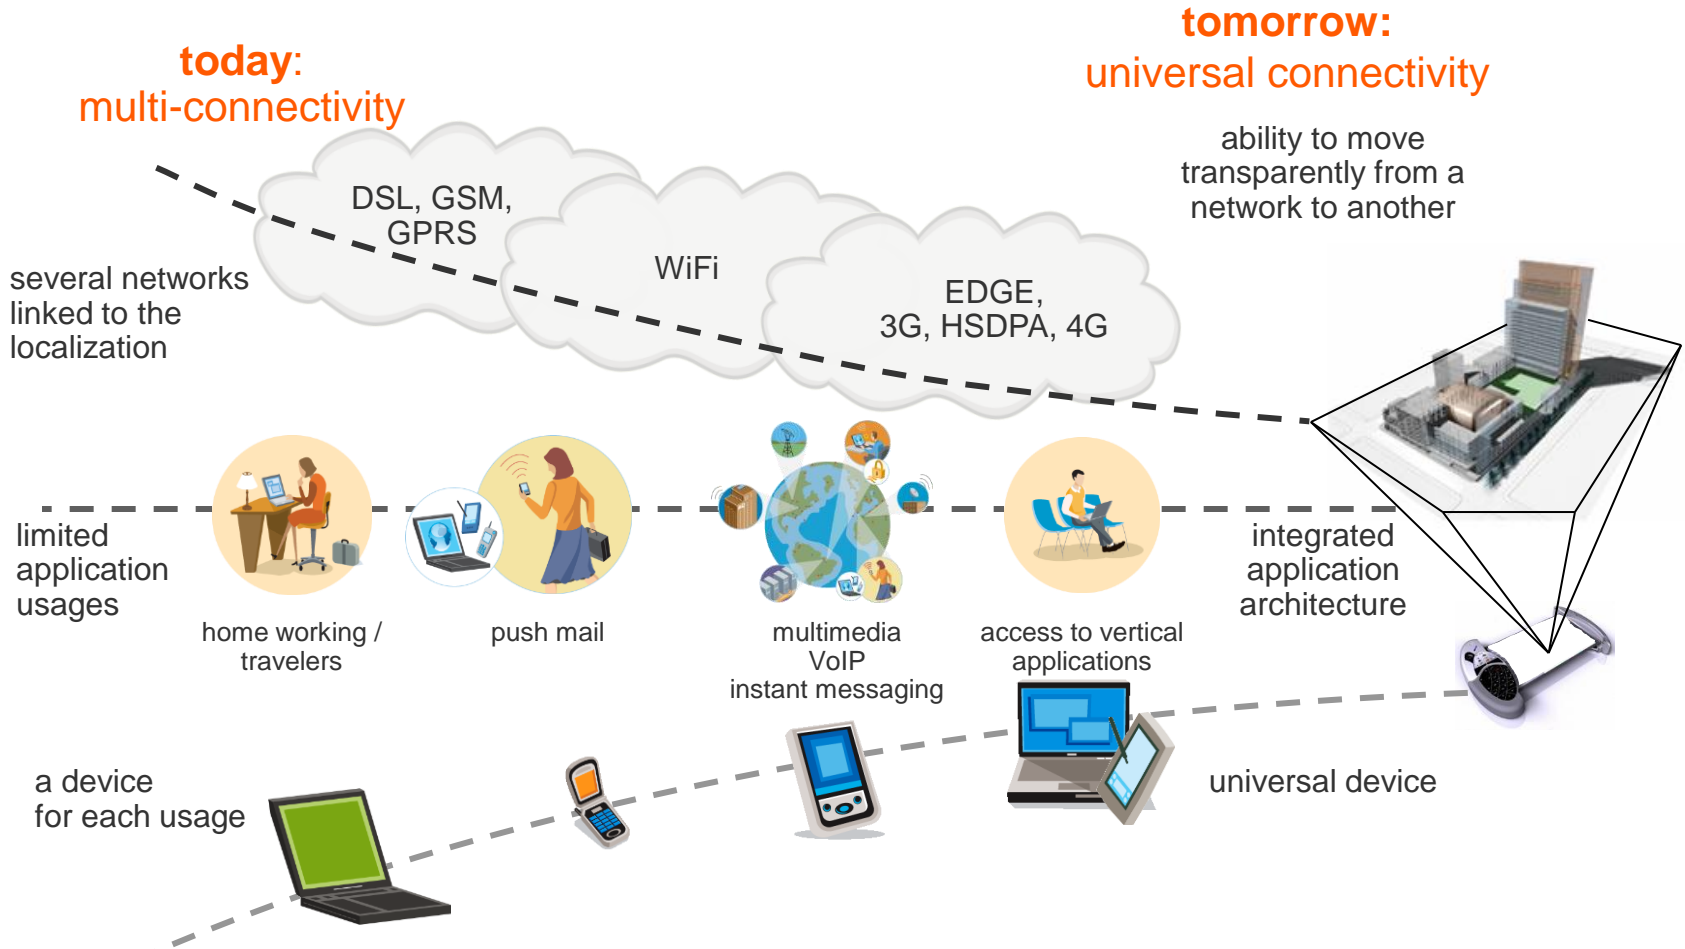 today:
multi-connectivity
tomorrow:
universal connectivity
ability to move
transparently from a
network to another
DSL, GSM,
GPRS
WiFi
EDGE,
3G, HSDPA, 4G
several networks
linked to the
localization
limited
application
usages
integrated
application
architecture
home working /
travelers
push mail
multimedia
VoIP
instant messaging
access to vertical
applications
a device
for each usage
universal device